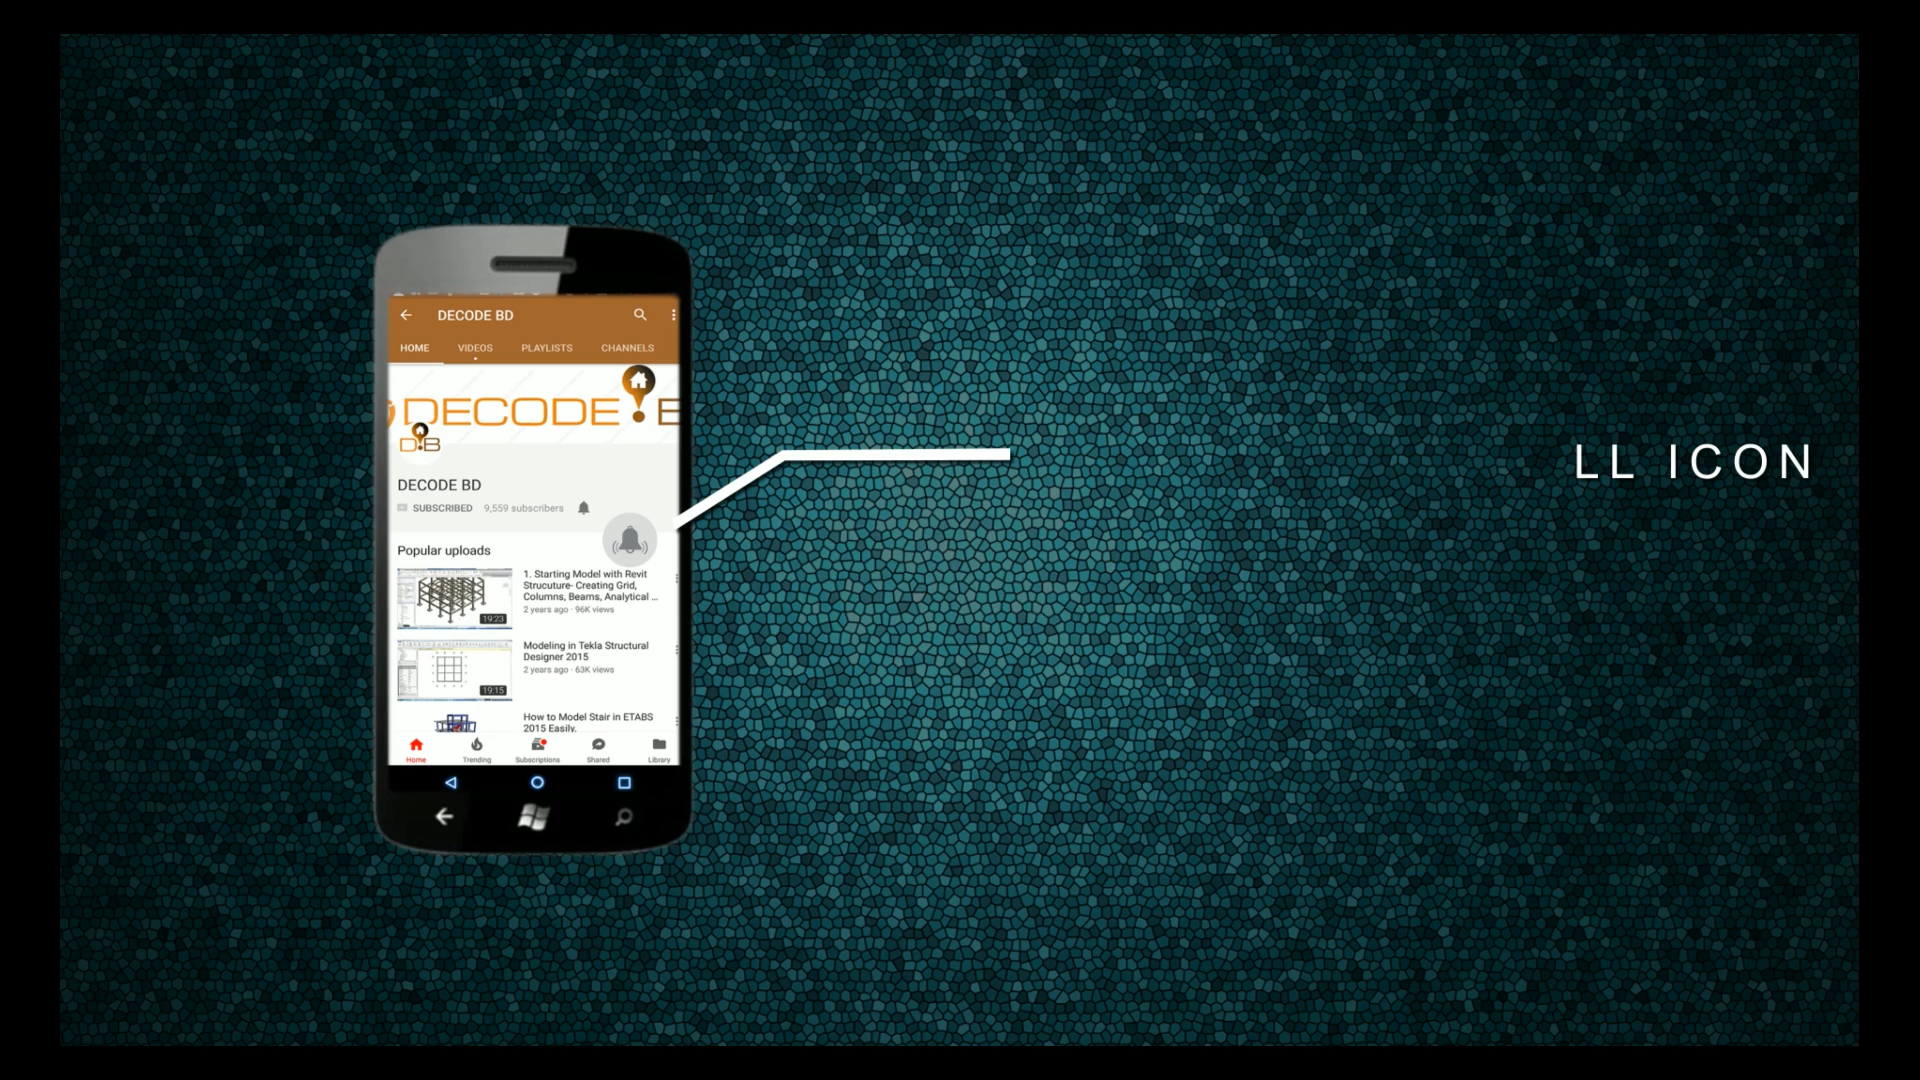 DECODE BD
HOME VIDEOS PLAYLISTS CHANNELS
DECODE
D B
DECODE BD
SUBSCRIBED 9,559 subscribers
Popular uploads
1. Starting Model with Revit
Strucuture- Creating Grid,
Columns, Beams, Analytical ...
2 years ago · 96K views
19:23
Modeling in Tekla Structural
Designer 2015
2 years ago · 63K views
19:15
How to Model Stair in ETABS
2015 Easily.
Home Trending Subscriptions Shared Library
LL ICON